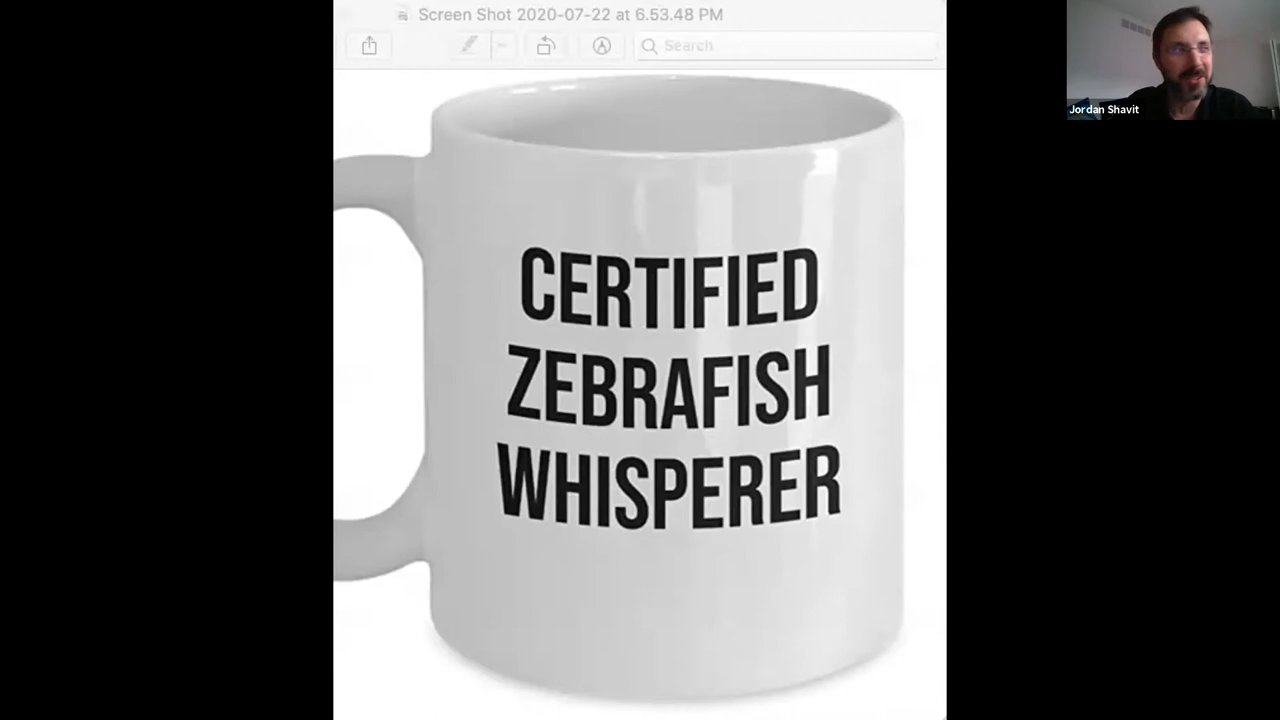 Screen Shot 2020-07-22 at 6.53.48 PM
Search
Jordan Shavit
CERTIFIED
ZEBRAFISH
WHISPERER